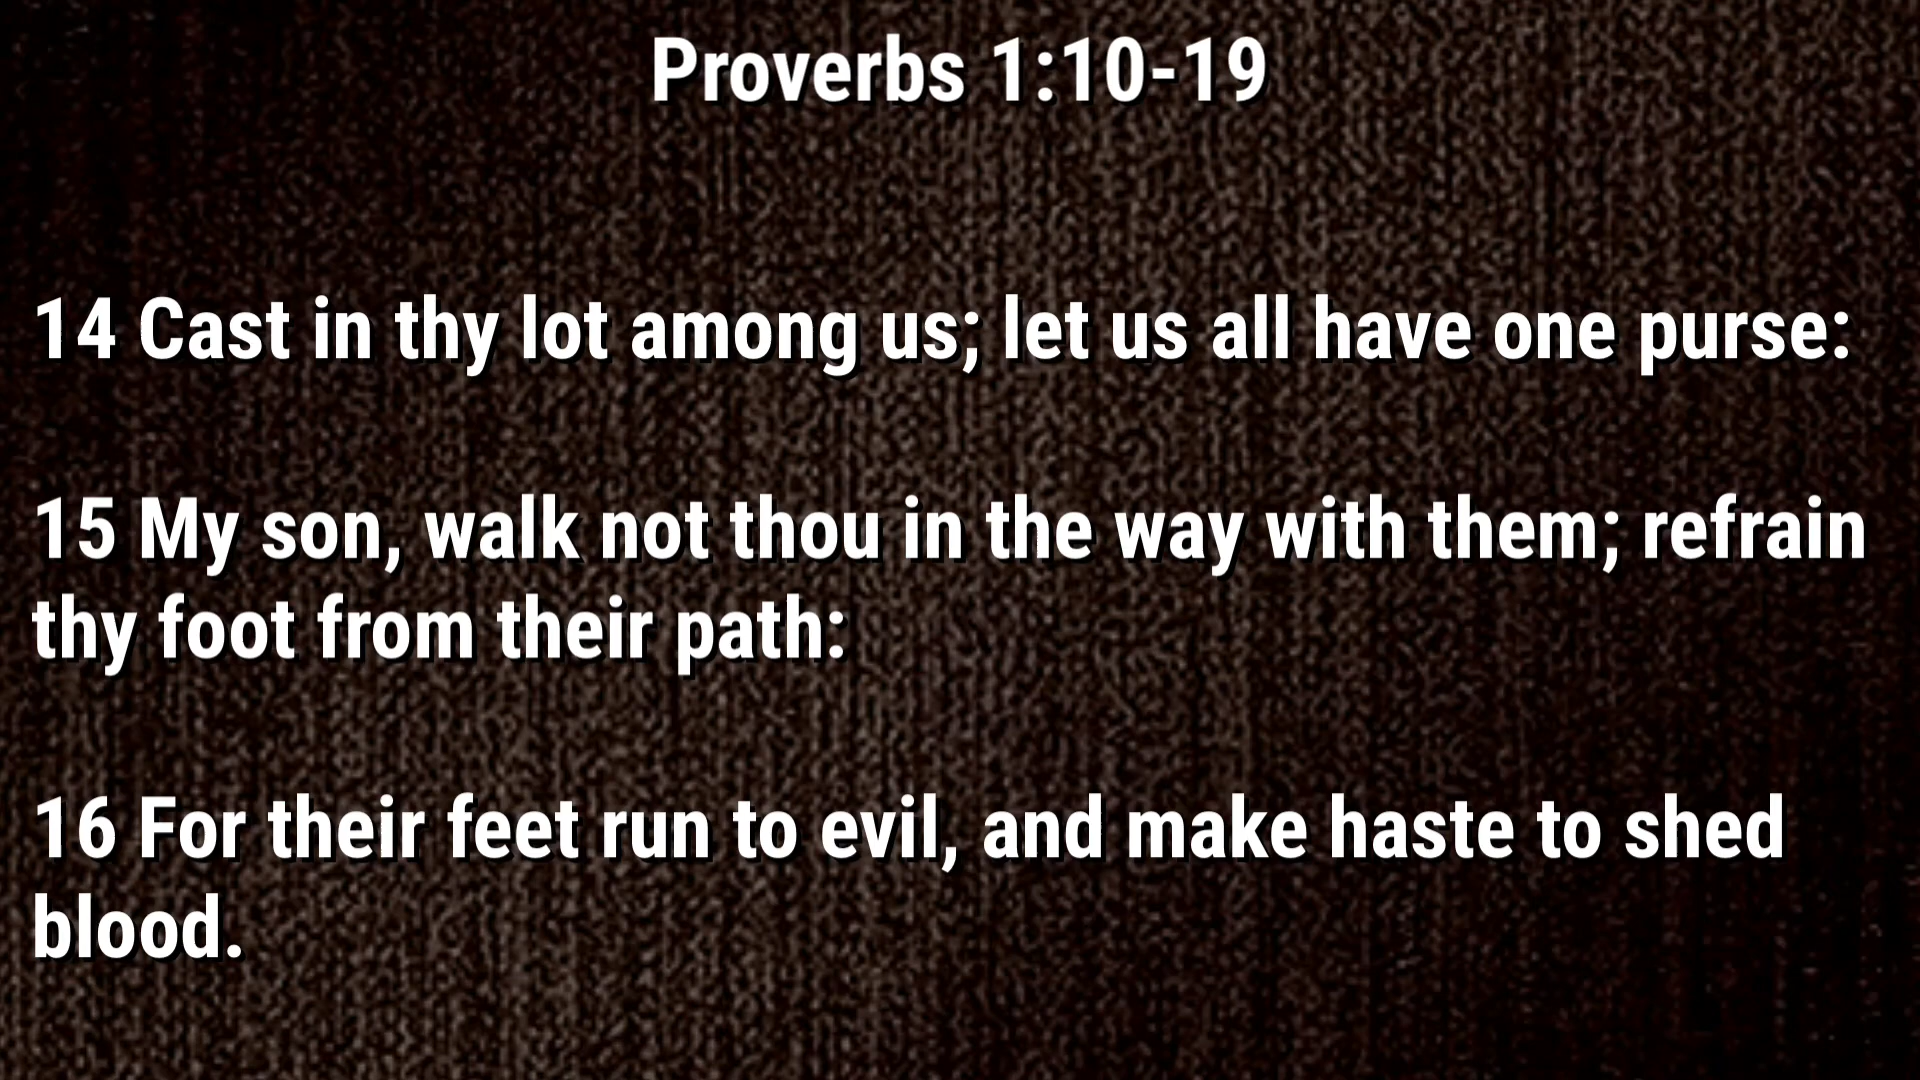 Proverbs 1:10-19
14 Cast in thy lot among us; let us all have one purse:
15 My son, walk not thou in the way with them; refrain
thy foot from their path:
16 For their feet run to evil, and make haste to shed
blood.